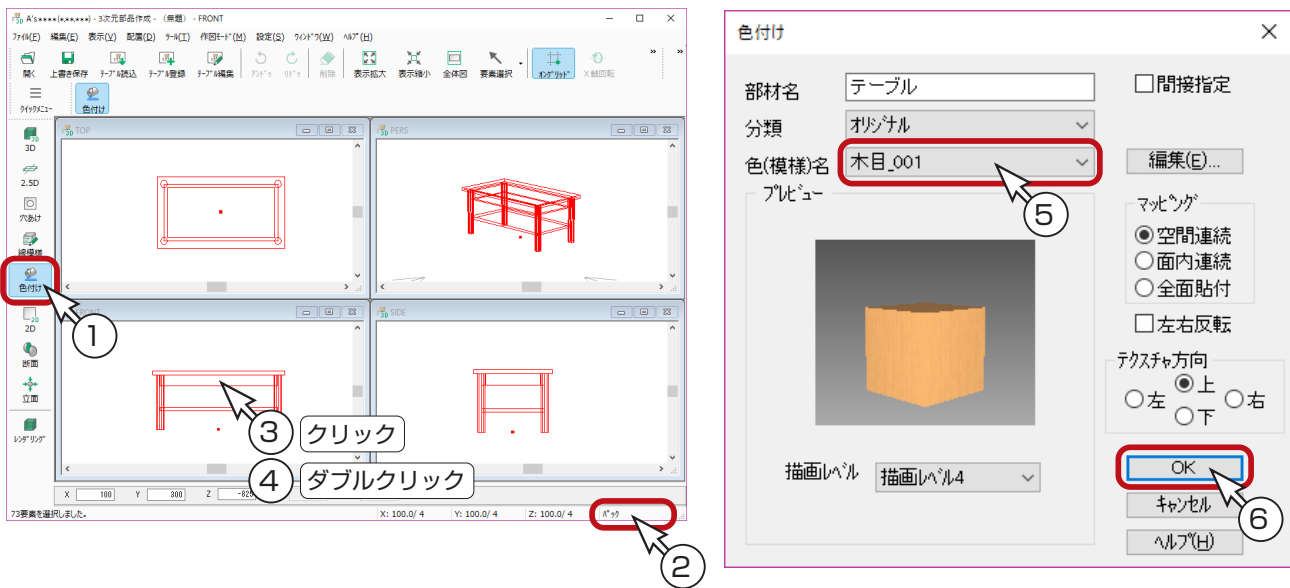 A's****(*.**.***) - 3次元部品作成 - (無題) - FRONT
ﾌｧｲﾙ(F) 編集(E) 表示(V) 配置(D) ﾂｰﾙ(T) 作図ﾓｰﾄﾞ(M) 設定(S) ｳｨﾝﾄﾞｳ(W) ﾍﾙﾌﾟ(H)
開く 上書き保存 ﾃｰﾌﾞﾙ読込 ﾃｰﾌﾞﾙ登録 ﾃｰﾌﾞﾙ編集 ｱﾝﾄﾞｩ ﾘﾄﾞｩ 削除 表示拡大 表示縮小 全体図 要素選択 ｵﾝｸﾞﾘｯﾄﾞ X軸回転
ｸｲｯｸﾒﾆｭｰ 色付け
3D
2.5D
穴あけ
線模様
色付け
2D
断面
立面
ﾚﾝﾀﾞﾘﾝｸﾞ
TOP
PERS
FRONT
SIDE
①
③ クリック
④ ダブルクリック
X 100 Y 300 Z
73要素を選択しました。 X: 100.0/ 4 Y: 100.0/ 4 Z: 100.0/ 4 ﾊﾟｯｸ
②
色付け
部材名 テーブル
□間接指定
分類 ｵﾘｼﾞﾅﾙ
色(模様)名 木目_001
編集(E)...
⑤
ﾌﾟﾚﾋﾞｭｰ
描画ﾚﾍﾞﾙ 描画ﾚﾍﾞﾙ4
ﾏｯﾋﾟﾝｸﾞ
空間連続
面内連続
全面貼付
□左右反転
ﾃｸｽﾁｬ方向
上
左
右
下
OK
⑥
ｷｬﾝｾﾙ
ﾍﾙﾌﾟ(H)